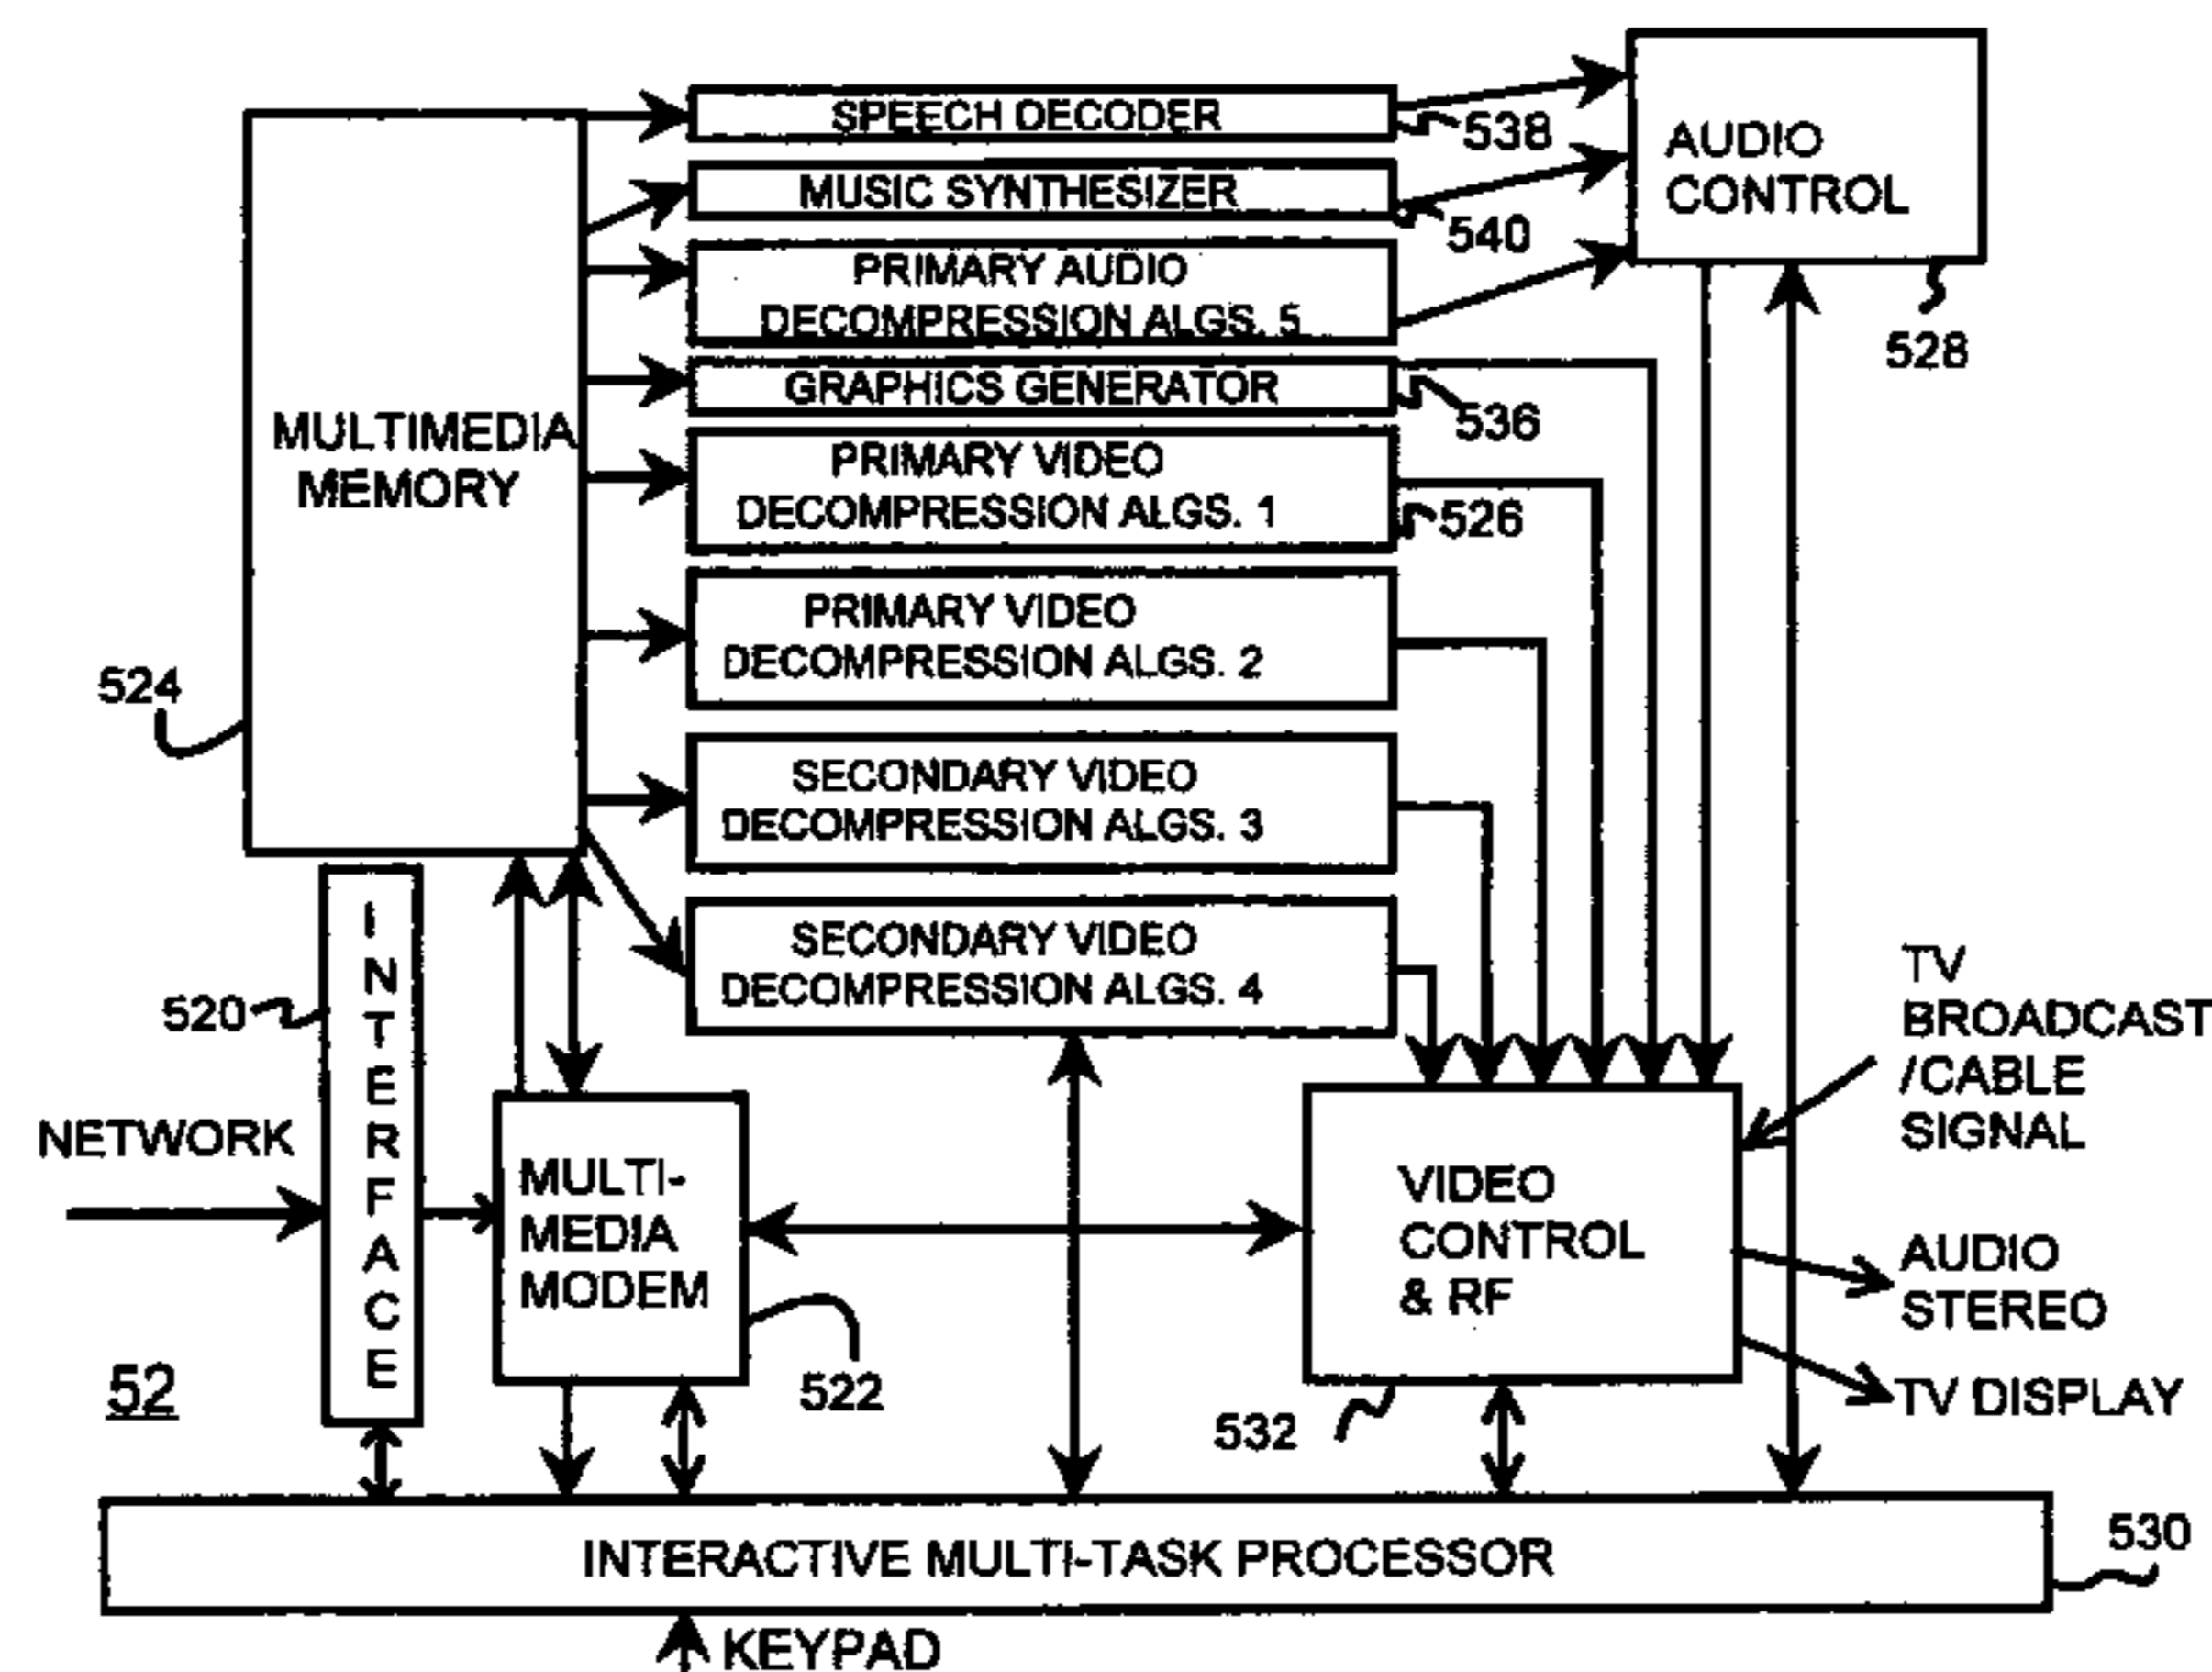 SPEECH DECODER
538
MUSIC SYNTHESIZER
540
PRIMARY AUDIO
DECOMPRESSION ALGS. 5
GRAPHICS GENERATOR
536
PRIMARY VIDEO
DECOMPRESSION ALGS. 1
526
PRIMARY VIDEO
DECOMPRESSION ALGS. 2
SECONDARY VIDEO
DECOMPRESSION ALGS. 3
SECONDARY VIDEO
DECOMPRESSION ALGS. 4
AUDIO
CONTROL
528
MULTIMEDIA
MEMORY
524
INTERFACE
520
NETWORK
52
MULTI-
MEDIA
MODEM
522
VIDEO
CONTROL
& RF
532
TV
BROADCAST
/CABLE
SIGNAL
AUDIO
STEREO
TV DISPLAY
INTERACTIVE MULTI-TASK PROCESSOR
530
KEYPAD